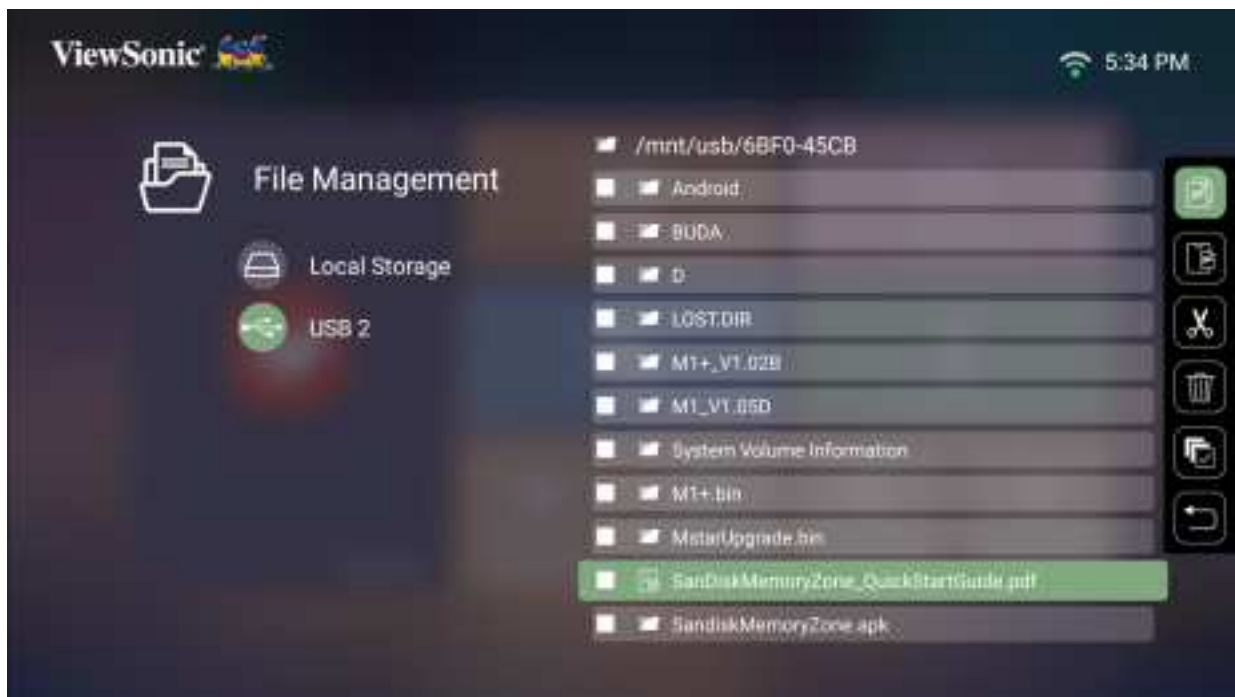 ViewSonic
5:34 PM
File Management
Local Storage
USB 2
/mnt/usb/6BF0-45CB
Android
BUDA
D
LOST.DIR
M1+_V1.02B
M1_V1.05D
System Volume Information
M1+.bin
MstarUpgrade.bin
SanDiskMemoryZone_QuickStartGuide.pdf
SandiskMemoryZone.apk